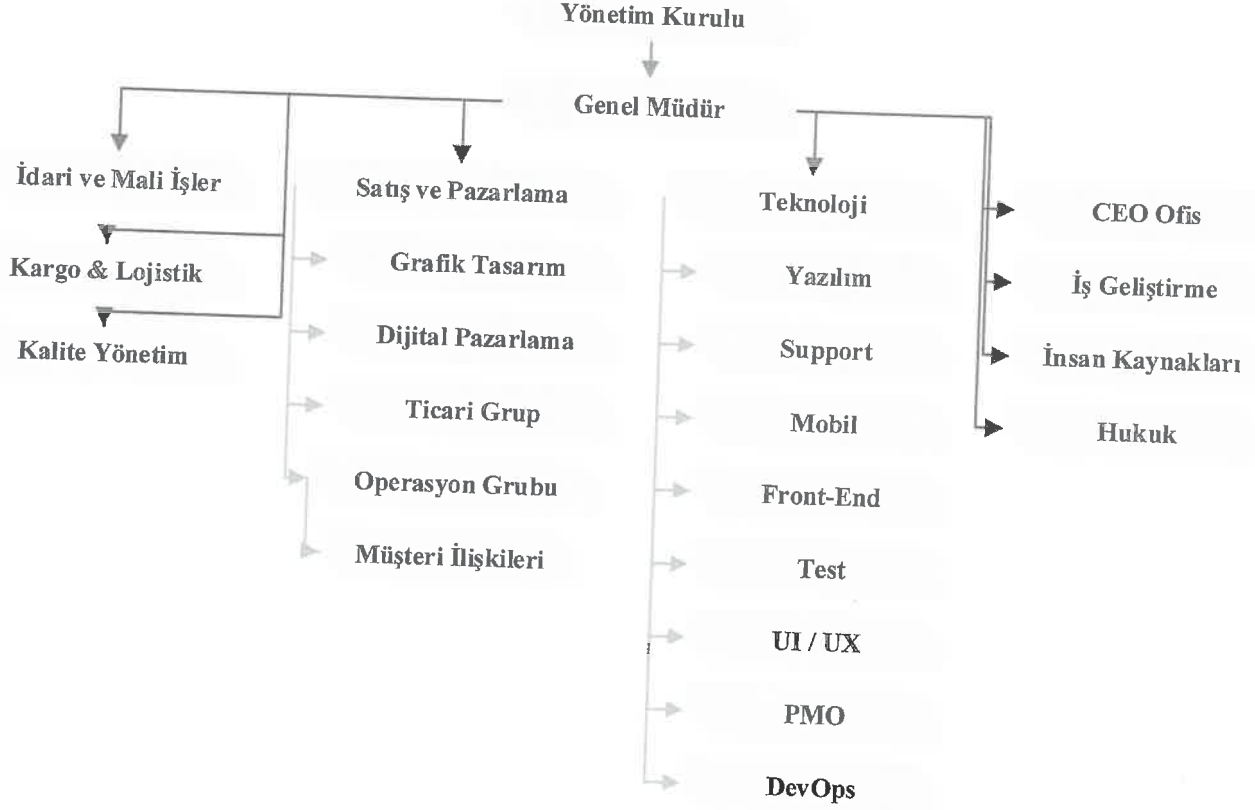 Yönetim Kurulu
Genel Müdür
İdari ve Mali İşler
Kargo & Lojistik
Kalite Yönetim
Satış ve Pazarlama
Grafik Tasarım
Dijital Pazarlama
Ticari Grup
Operasyon Grubu
Müşteri İlişkileri
Teknoloji
Yazılım
Support
Mobil
Front-End
Test
UI / UX
PMO
DevOps
CEO Ofis
İş Geliştirme
İnsan Kaynakları
Hukuk